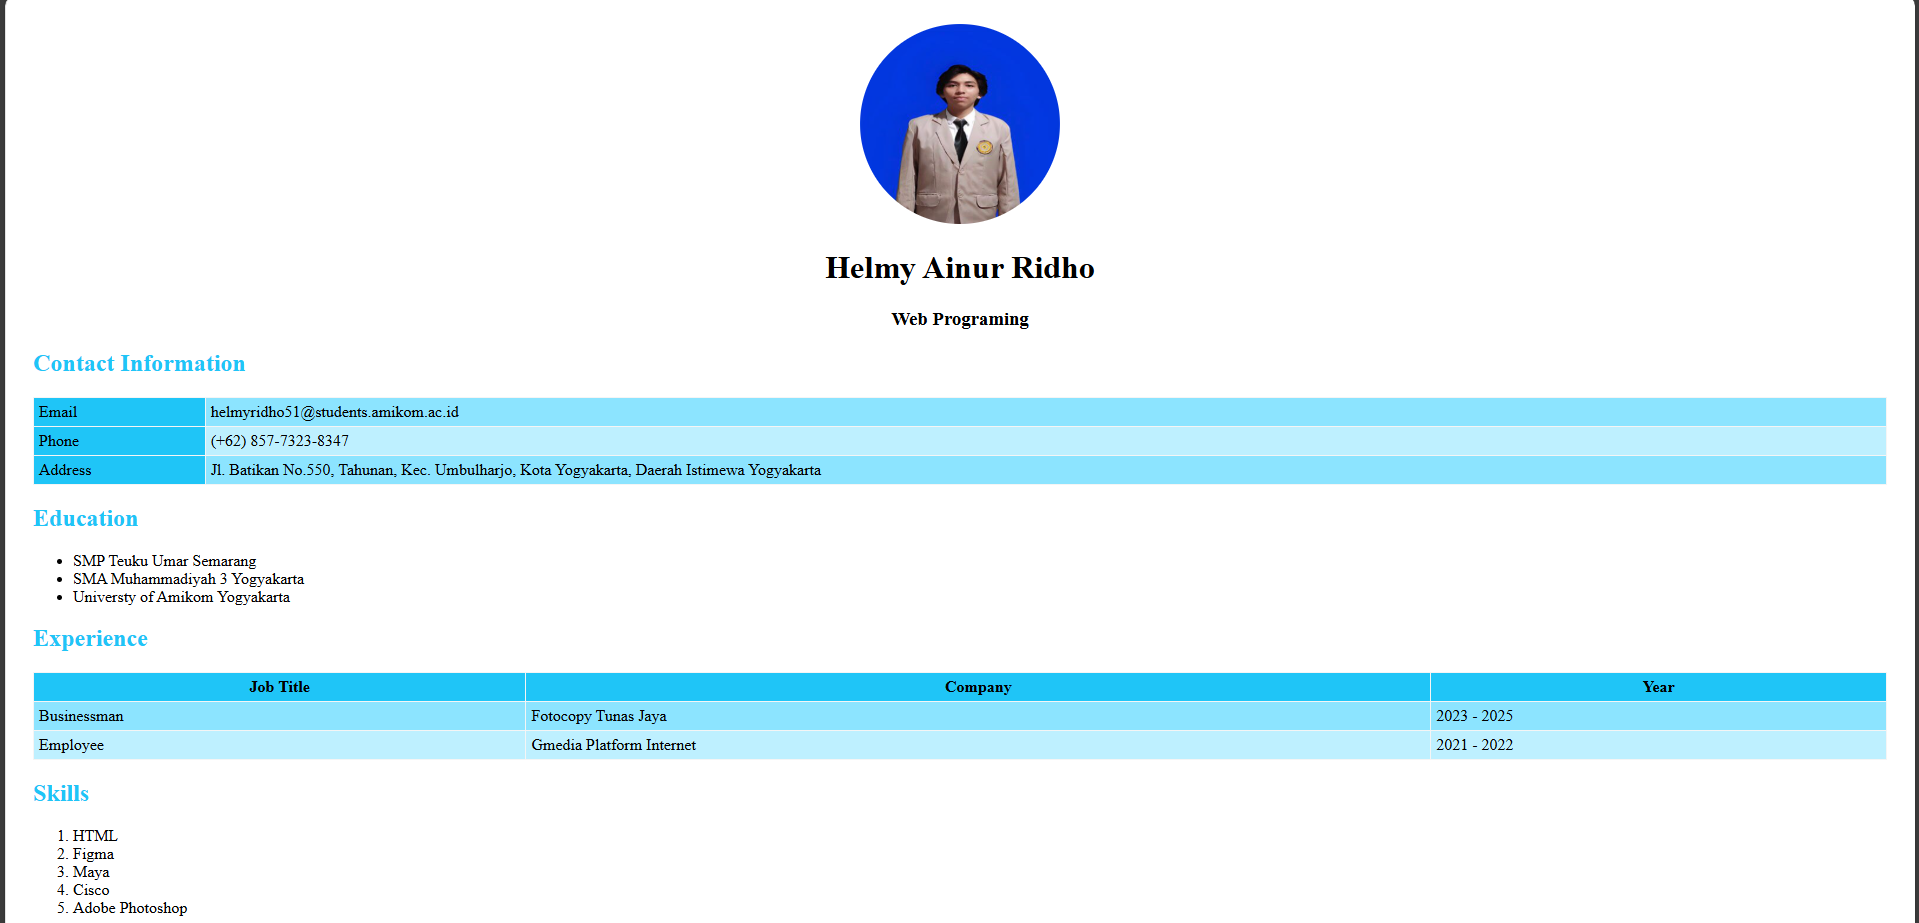 Helmy Ainur Ridho
Web Programing
Contact Information
Email helmyridho51@students.amikom.ac.id
Phone (+62) 857-7323-8347
Address Jl. Batikan No.550, Tahunan, Kec. Umbulharjo, Kota Yogyakarta, Daerah Istimewa Yogyakarta
Education
• SMP Teuku Umar Semarang
• SMA Muhammadiyah 3 Yogyakarta
• Universty of Amikom Yogyakarta
Experience
Job Title Company Year
Businessman Fotocopy Tunas Jaya 2023 - 2025
Employee Gmedia Platform Internet 2021 - 2022
Skills
1. HTML
2. Figma
3. Maya
4. Cisco
5. Adobe Photoshop